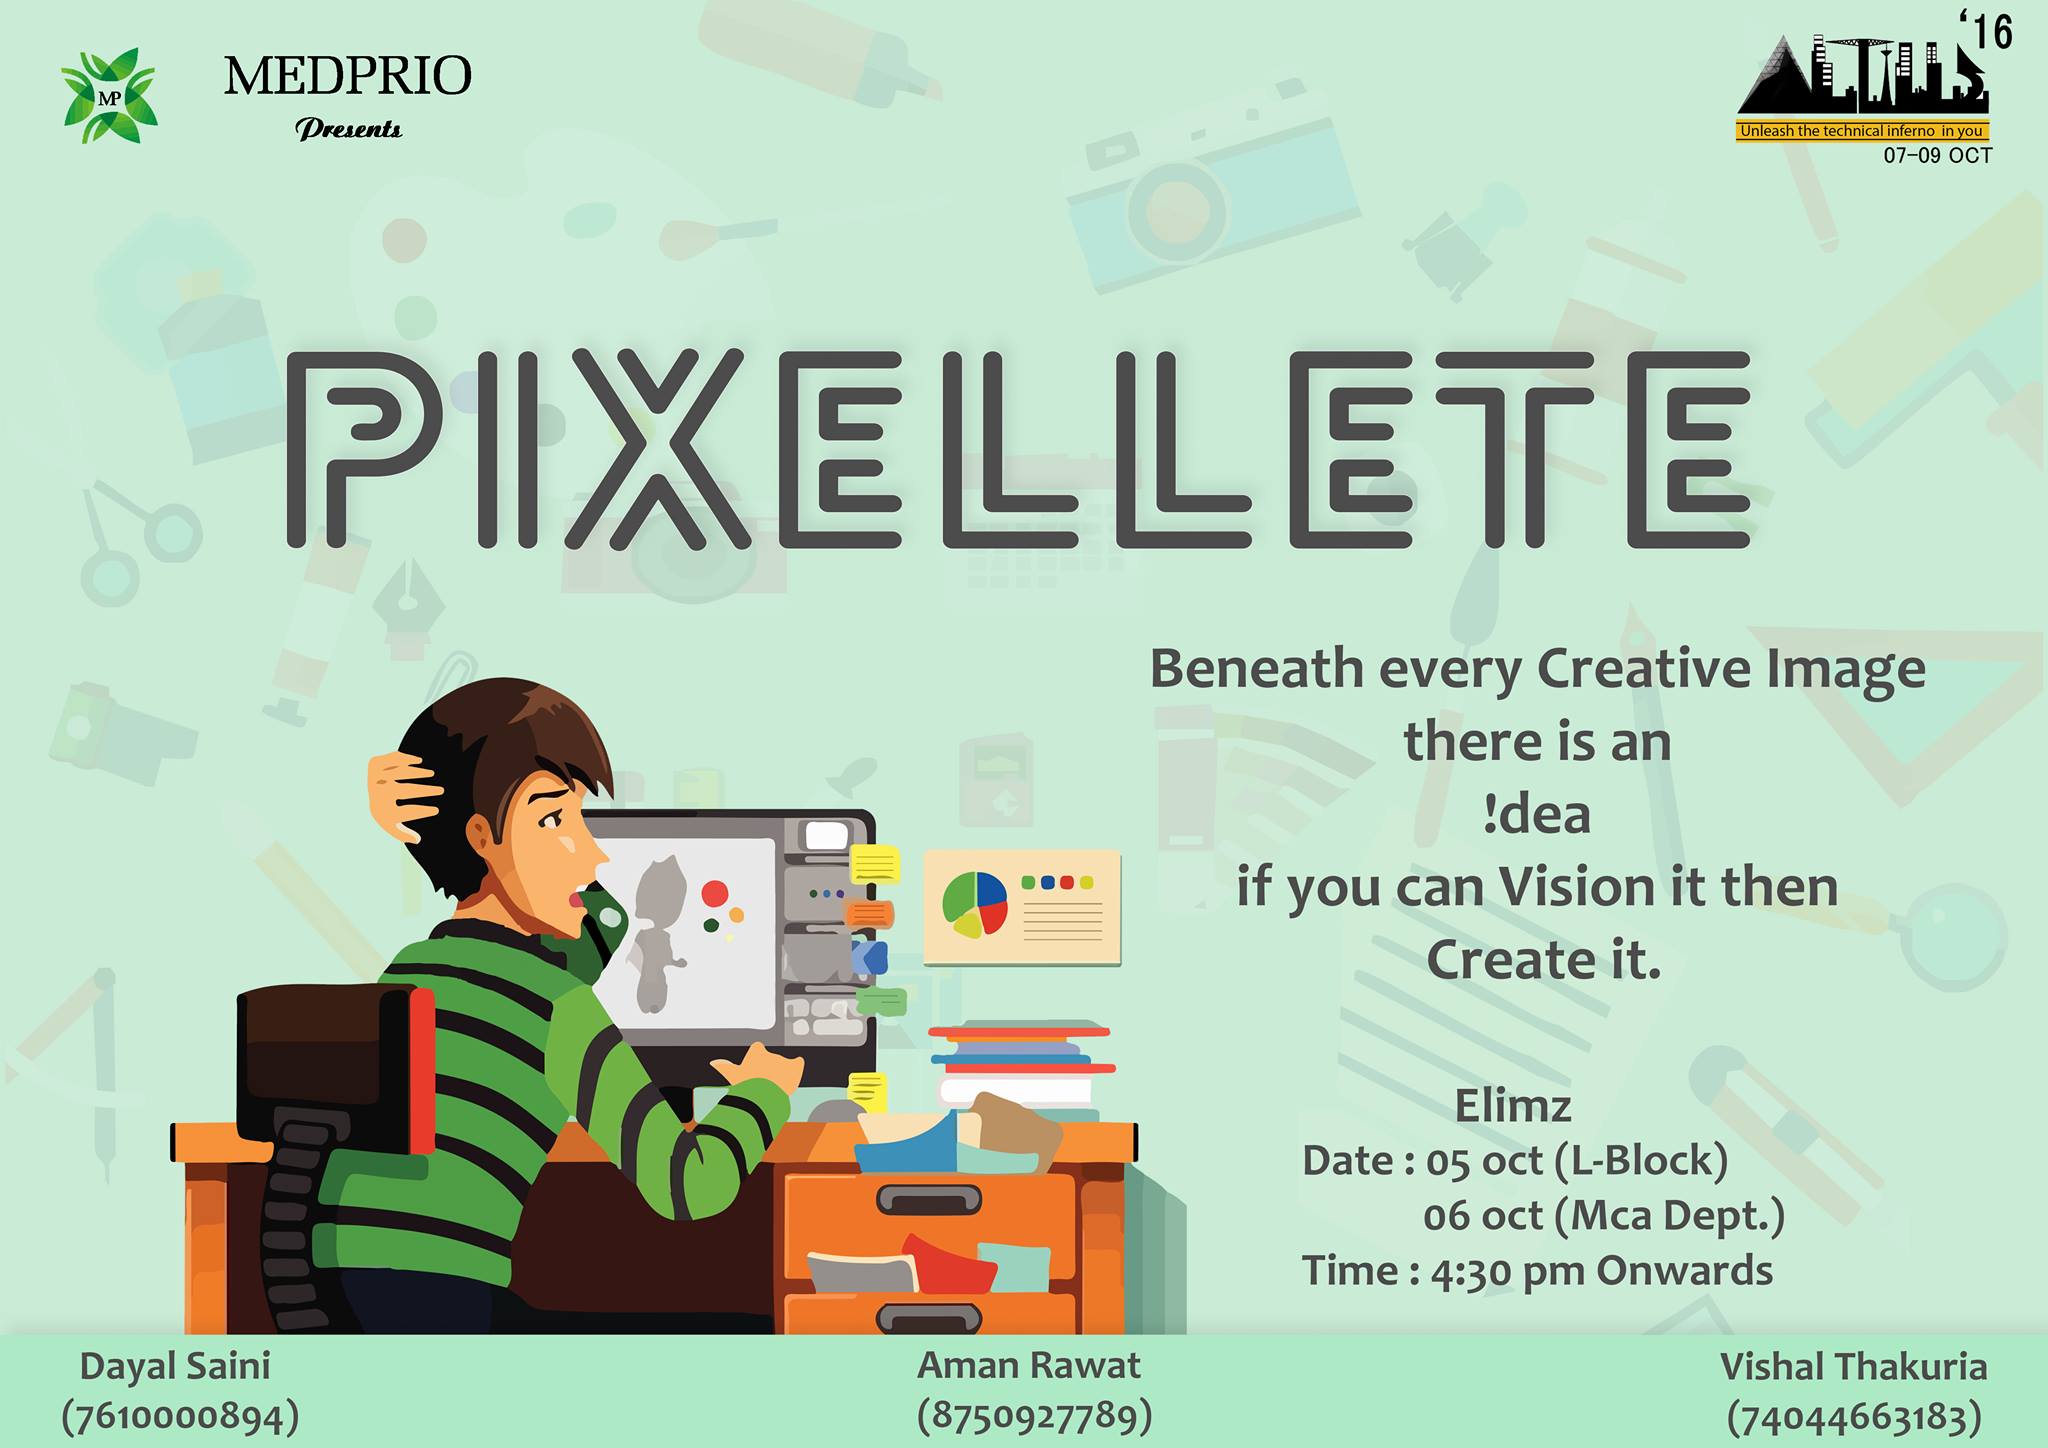 MP
MEDPRIO
Presents
ALTIUS '16
Unleash the technical inferno in you
07-09 OCT
PIXELLETE
Beneath every Creative Image
there is an
!dea
if you can Vision it then
Create it.
Elimz
Date : 05 oct (L-Block)
06 oct (Mca Dept.)
Time : 4:30 pm Onwards
Dayal Saini
(7610000894)
Aman Rawat
(8750927789)
Vishal Thakuria
(74044663183)